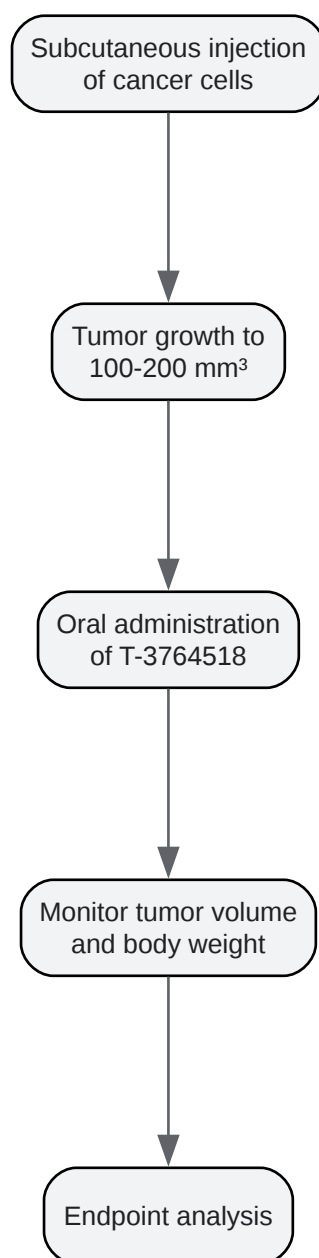 Subcutaneous injection
of cancer cells
Tumor growth to
100-200 mm³
Oral administration
of T-3764518
Monitor tumor volume
and body weight
Endpoint analysis